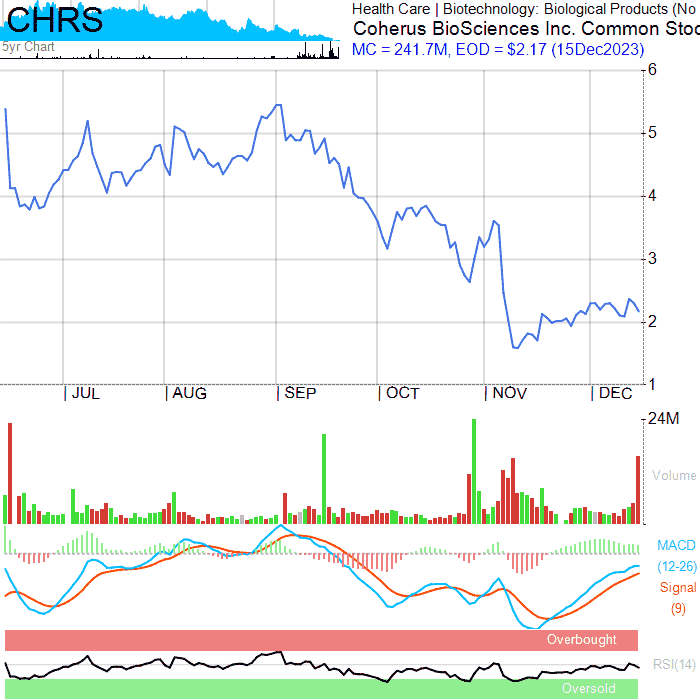 CHRS
5yr Chart
Health Care | Biotechnology: Biological Products (No
Coherus BioSciences Inc. Common Stoc
MC = 241.7M, EOD = $2.17 (15Dec2023)
6
5
4
3
2
1
| JUL | AUG | SEP | OCT | NOV | DEC
24M
Volume
MACD
(12-26)
Signal
(9)
Overbought
RSI(14)
Oversold